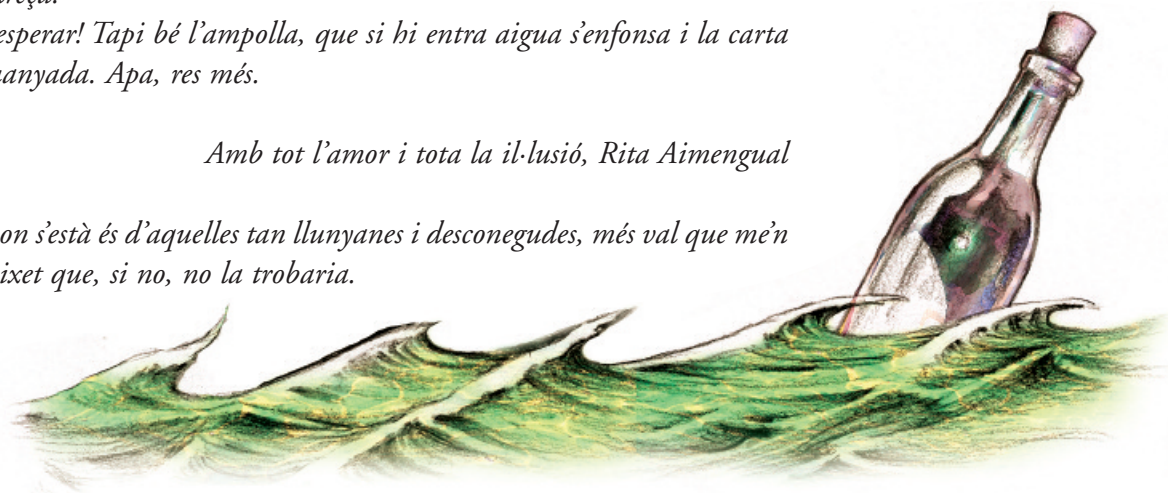 esperar! Tapi bé l’ampolla, que si hi entra aigua s’enfonsa i la carta
Apa, res més.
Amb tot l’amor i tota la il·lusió, Rita Aimengual
on s’està és d’aquelles tan llunyanes i desconegudes, més val que me’n
que, si no, no la trobaria.